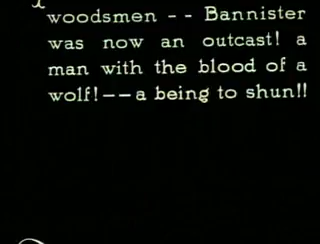 woodsmen -- Bannister
was now an outcast! a
man with the blood of a
wolf!--a being to shun!!